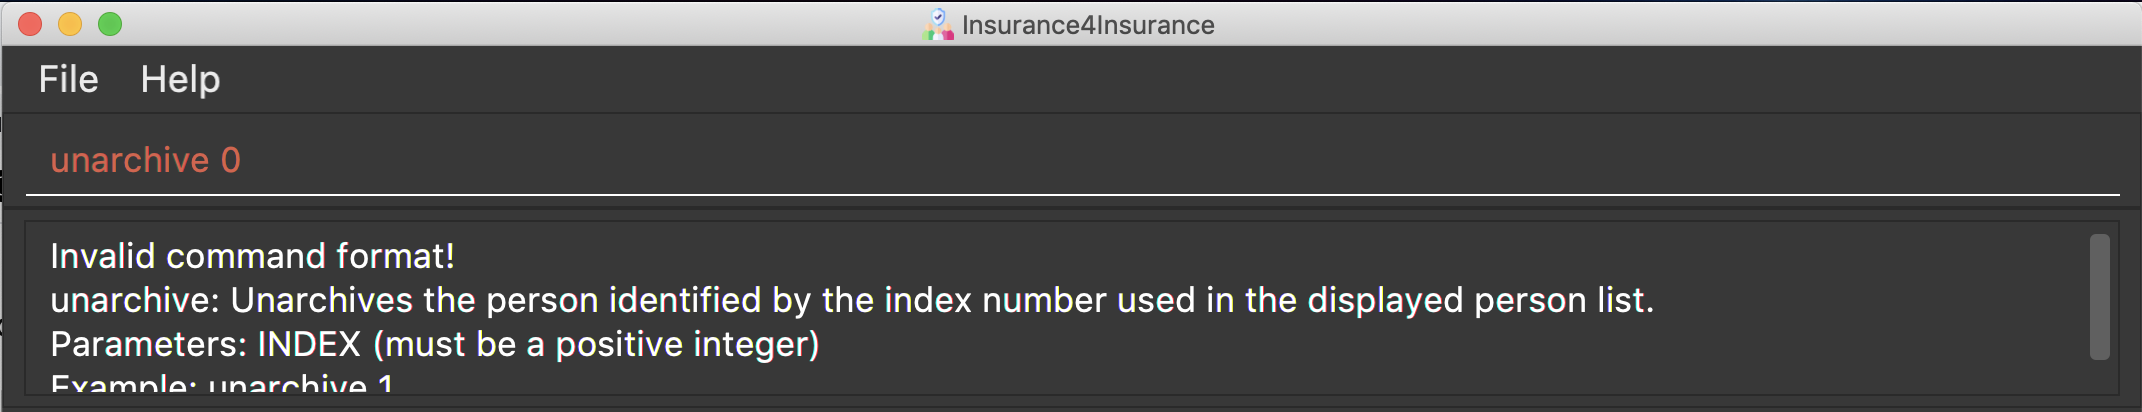 Insurance4Insurance
File Help
unarchive 0
Invalid command format!
unarchive: Unarchives the person identified by the index number used in the displayed person list.
Parameters: INDEX (must be a positive integer)
Example: unarchive 1